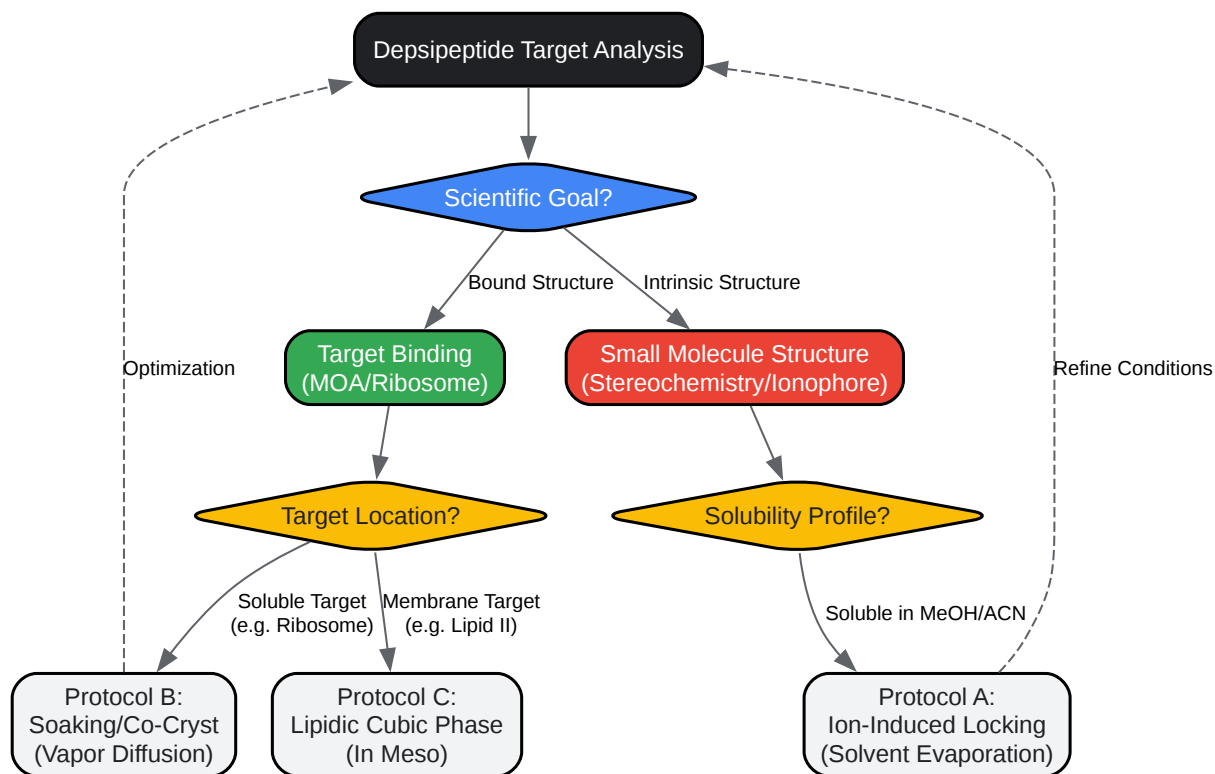 Depsipeptide Target Analysis
Scientific Goal?
Bound Structure
Intrinsic Structure
Target Binding
(MOA/Ribosome)
Small Molecule Structure
(Stereochemistry/Ionophore)
Optimization
Refine Conditions
Target Location?
Solubility Profile?
Soluble Target
(e.g. Ribosome)
Membrane Target
(e.g. Lipid II)
Soluble in MeOH/ACN
Protocol B:
Soaking/Co-Cryst
(Vapor Diffusion)
Protocol C:
Lipidic Cubic Phase
(In Meso)
Protocol A:
Ion-Induced Locking
(Solvent Evaporation)